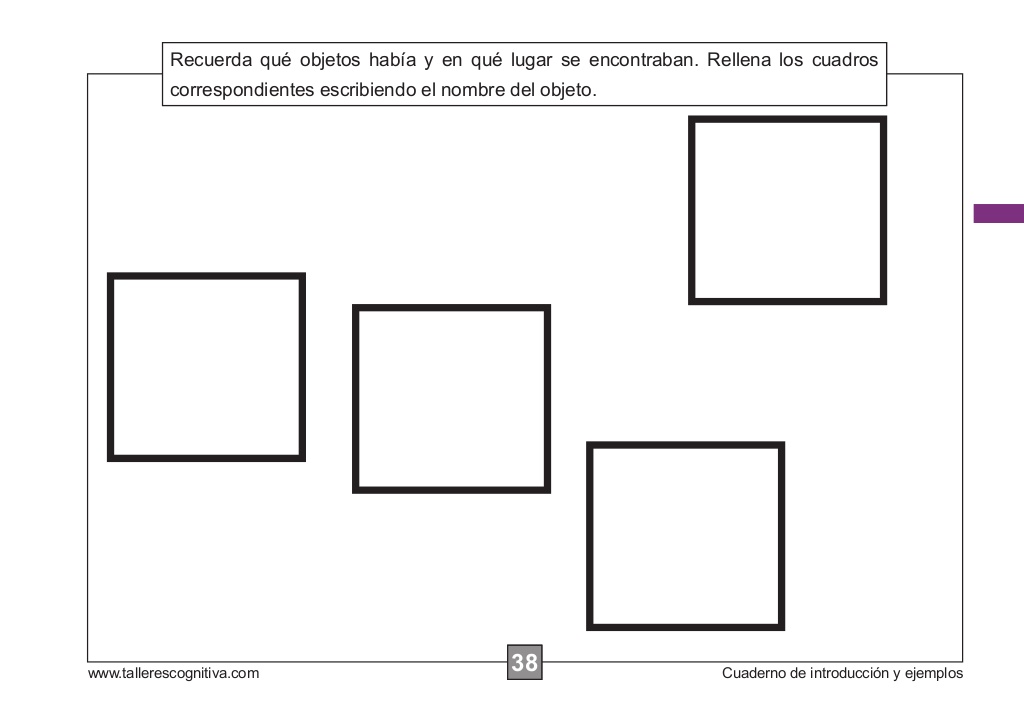 Recuerda qué objetos había y en qué lugar se encontraban. Rellena los cuadros
correspondientes escribiendo el nombre del objeto.
www.tallerescognitiva.com
38
Cuaderno de introducción y ejemplos